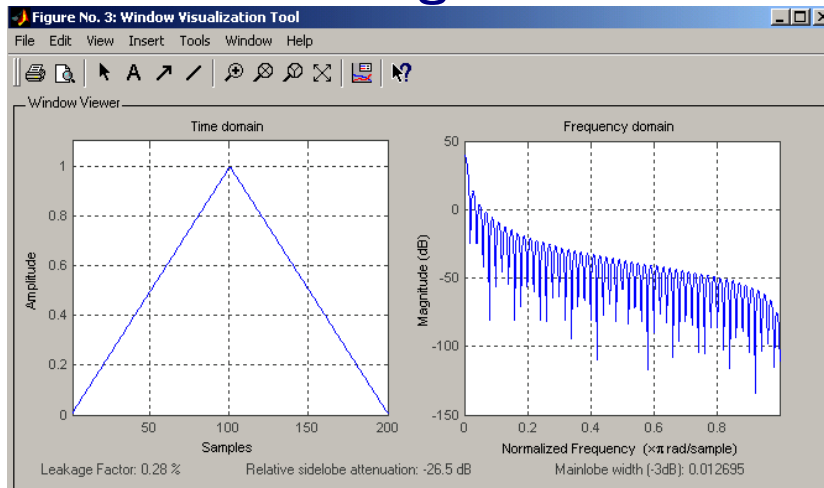 Figure No. 3: Window Visualization Tool
File Edit View Insert Tools Window Help
A
Window Viewer
Time domain
Amplitude
1
0.8
0.6
0.4
0.2
0
50 100 150 200
Samples
Frequency domain
Magnitude (dB)
50
0
-50
-100
-150
0 0.2 0.4 0.6 0.8
Normalized Frequency (×π rad/sample)
Leakage Factor: 0.28 % Relative sidelobe attenuation: -26.5 dB Mainlobe width (-3dB): 0.012695